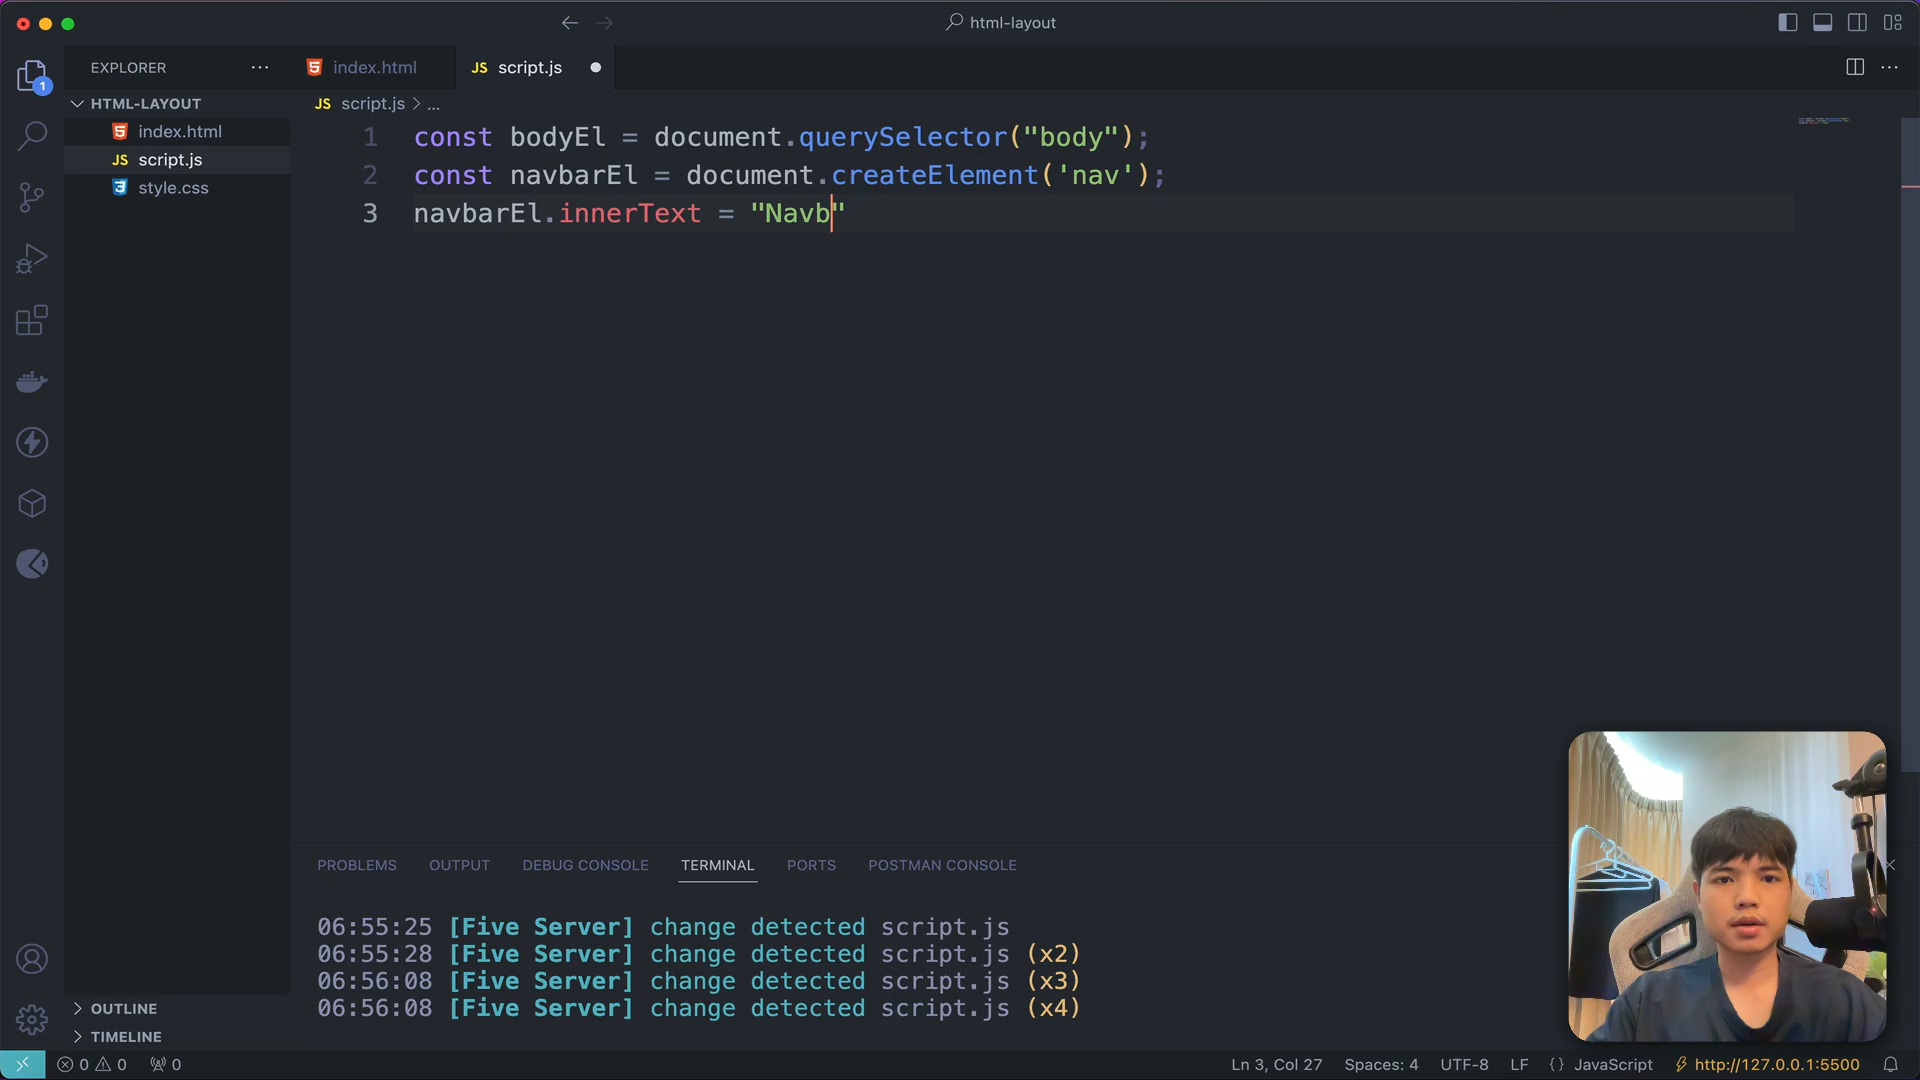 html-layout
EXPLORER
index.html
JS script.js
HTML-LAYOUT
index.html
JS script.js
style.css
JS script.js > ...
1 const bodyEl = document.querySelector("body");
2 const navbarEl = document.createElement('nav');
3 navbarEl.innerText = "Navb"
PROBLEMS OUTPUT DEBUG CONSOLE TERMINAL PORTS POSTMAN CONSOLE
06:55:25 [Five Server] change detected script.js
06:55:28 [Five Server] change detected script.js (x2)
06:56:08 [Five Server] change detected script.js (x3)
06:56:08 [Five Server] change detected script.js (x4)
OUTLINE
TIMELINE
0 0 0 Ln 3, Col 27 Spaces: 4 UTF-8 LF {} JavaScript http://127.0.0.1:5500
1